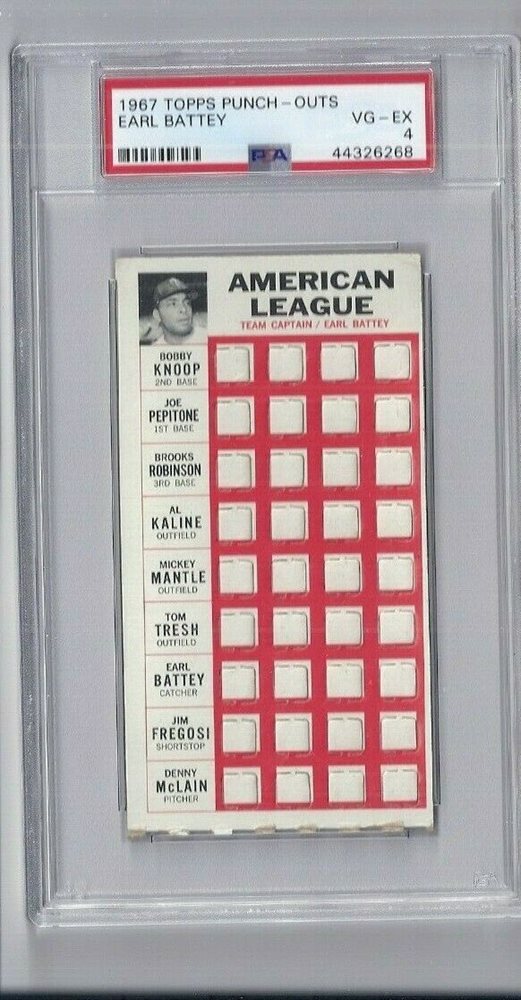 1967 TOPPS PUNCH-OUTS
EARL BATTEY VG-EX
4
PSA 44326268
AMERICAN
LEAGUE
TEAM CAPTAIN / EARL BATTEY
BOBBY
KNOOP
2ND BASE
JOE
PEPITONE
1ST BASE
BROOKS
ROBINSON
3RD BASE
AL
KALINE
OUTFIELD
MICKEY
MANTLE
OUTFIELD
TOM
TRESH
OUTFIELD
EARL
BATTEY
CATCHER
JIM
FREGOSI
SHORTSTOP
DENNY
McLAIN
PITCHER